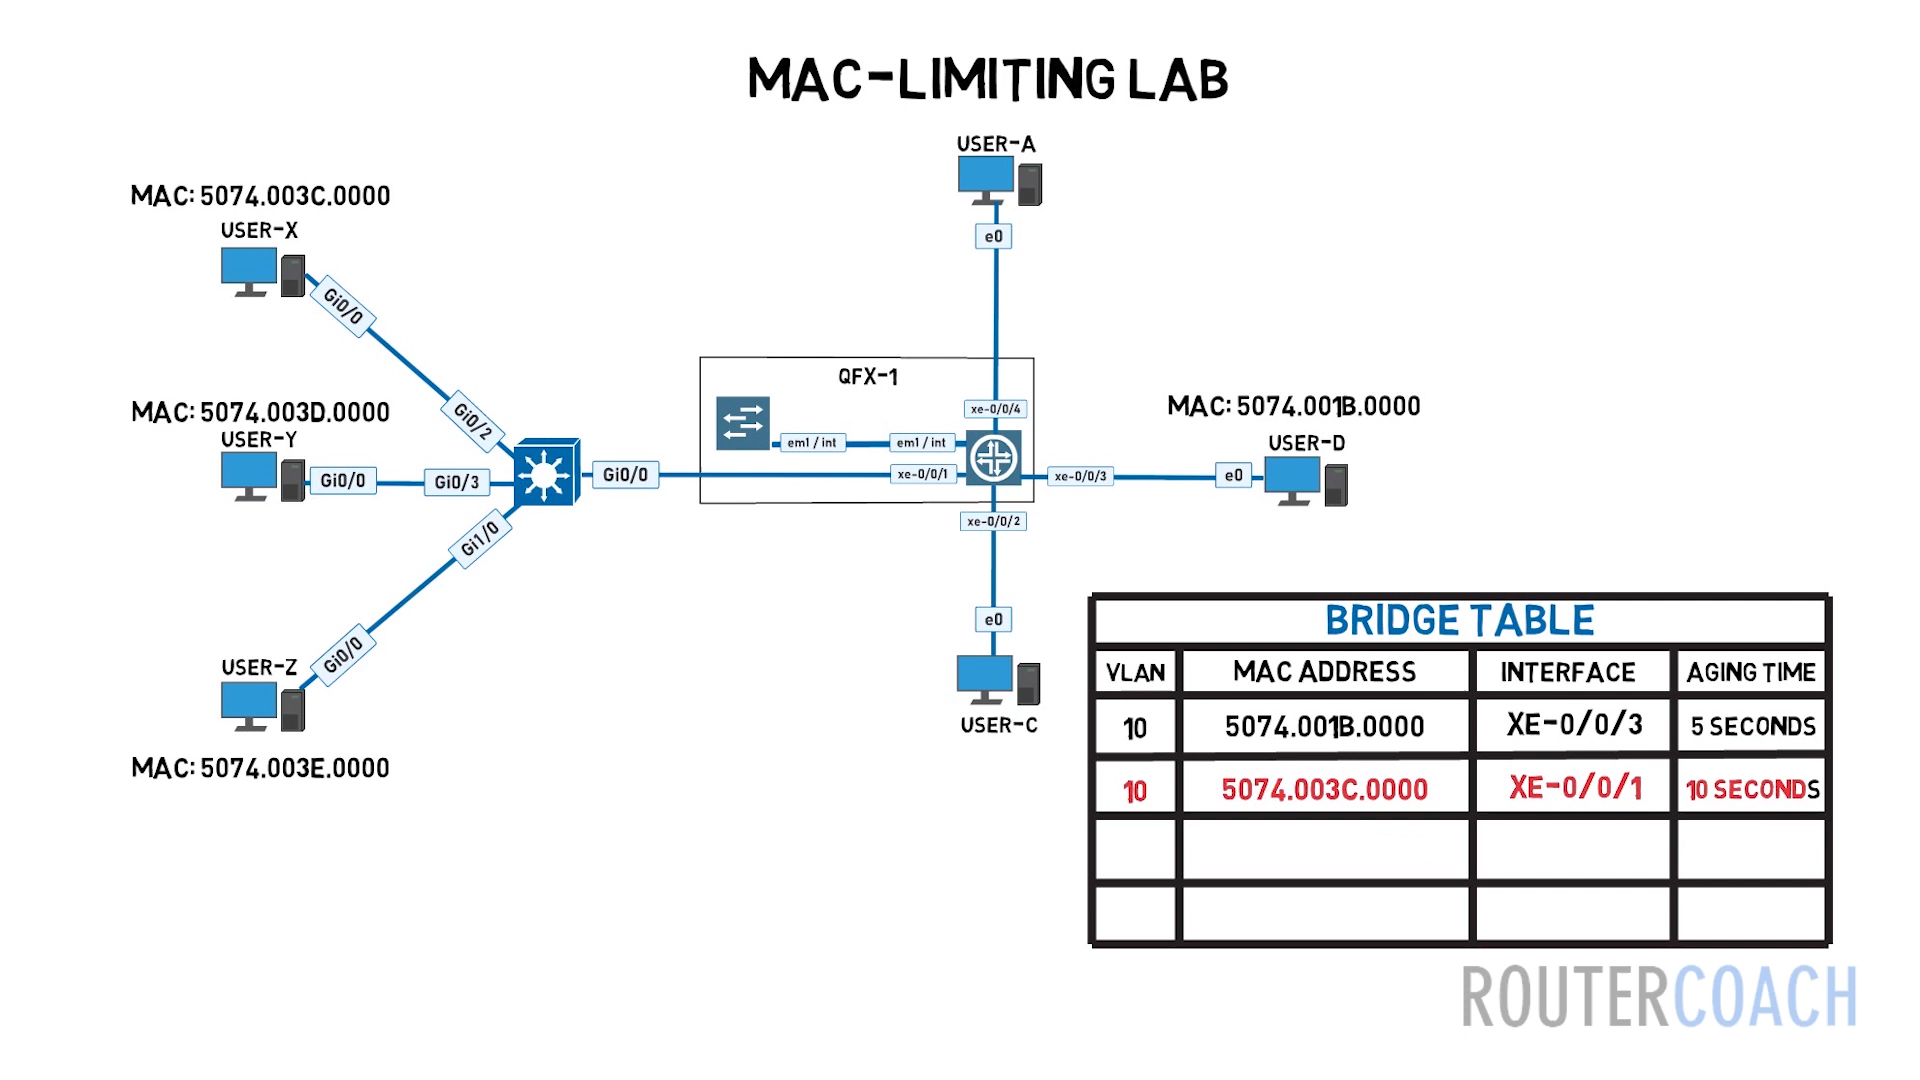 MAC-LIMITING LAB
USER-A
e0
MAC: 5074.003C.0000
USER-X
Gi0/0
Gi0/2
MAC: 5074.003D.0000
USER-Y
Gi0/0
Gi0/3
Gi0/0
Gi1/0
USER-Z
Gi0/0
MAC: 5074.003E.0000
QFX-1
xe-0/0/4
em1 / int
em1 / int
xe-0/0/1
xe-0/0/3
e0
xe-0/0/2
e0
USER-C
MAC: 5074.001B.0000
USER-D
BRIDGE TABLE
VLAN MAC ADDRESS INTERFACE AGING TIME
10 5074.001B.0000 XE-0/0/3 5 SECONDS
10 5074.003C.0000 XE-0/0/1 10 SECONDS
ROUTERCOACH